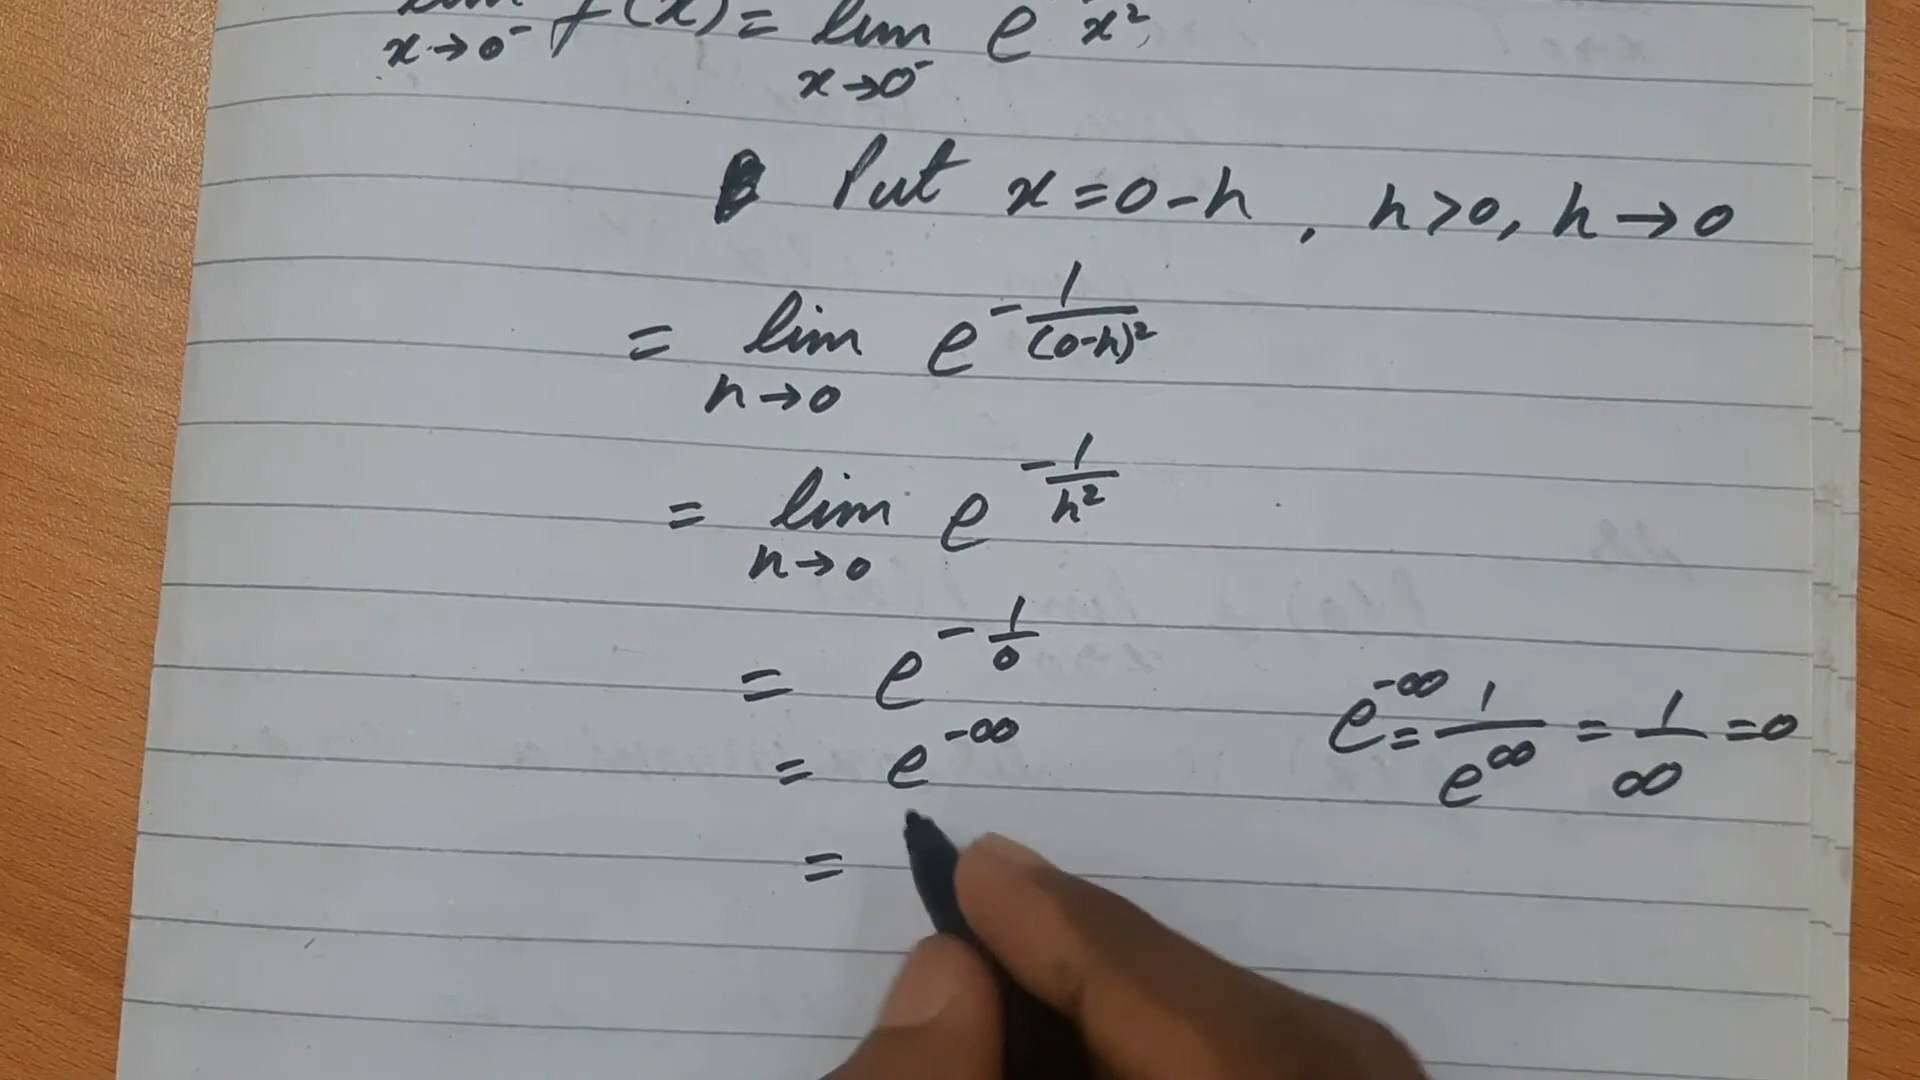 lim f(x) = lim e x²,
x→0⁻ x→0⁻
Put x=0-h, h>0, h→0
= lim e^{-1/(0-h)²}
h→0
= lim e^{-1/h²}
h→0
= e^{-1/0}
= e^{-∞}
e^{-∞} = 1/e^{∞} = 1/∞ = 0
=